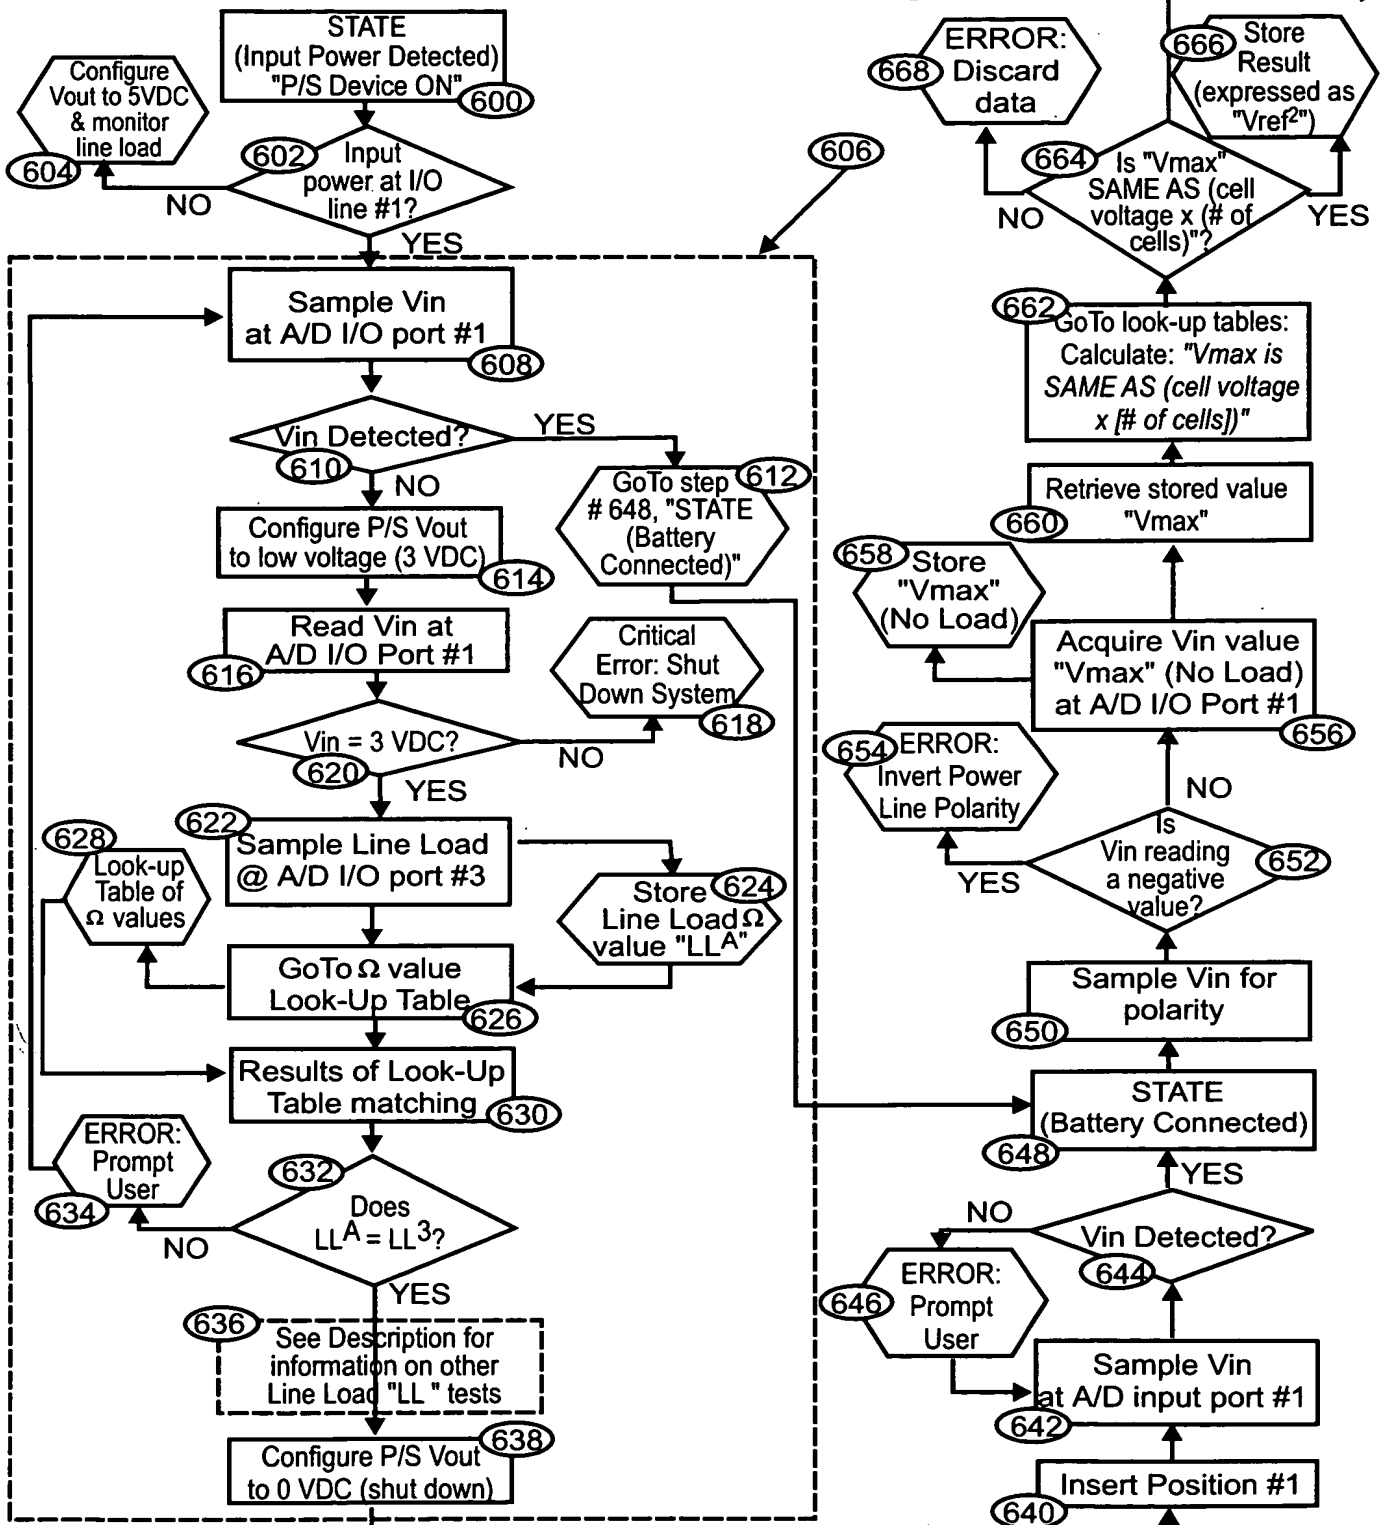 STATE
(Input Power Detected)
"P/S Device ON"
600
Configure
Vout to 5VDC
& monitor
line load
604
602
Input
power at I/O
line #1?
NO
YES
606
Sample Vin
at A/D I/O port #1
608
Vin Detected?
610
YES
NO
612
GoTo step
# 648, "STATE
(Battery
Connected)"
Configure P/S Vout
to low voltage (3 VDC)
614
Read Vin at
A/D I/O Port #1
616
Critical
Error: Shut
Down System
618
Vin = 3 VDC?
620
NO
YES
622
Sample Line Load
@ A/D I/O port #3
628
Look-up
Table of
Ω values
624
Store
Line Load Ω
value "LLᴬ"
GoTo Ω value
Look-Up Table
626
Results of Look-Up
Table matching
630
ERROR:
Prompt
User
634
632
Does
LLᴬ = LL³?
NO
YES
636
See Description for
information on other
Line Load "LL " tests
638
Configure P/S Vout
to 0 VDC (shut down)
668
ERROR:
Discard
data
666
Store
Result
(expressed as
"Vref²")
664
Is "Vmax"
SAME AS (cell
voltage x (# of
cells)"?
NO
YES
662
GoTo look-up tables:
Calculate: "Vmax is
SAME AS (cell voltage
x [# of cells])"
Retrieve stored value
"Vmax"
660
658
Store
"Vmax"
(No Load)
Acquire Vin value
"Vmax" (No Load)
at A/D I/O Port #1
656
654
ERROR:
Invert Power
Line Polarity
NO
Is
Vin reading
a negative
value?
652
YES
Sample Vin for
polarity
650
STATE
(Battery Connected)
648
YES
NO
Vin Detected?
644
646
ERROR:
Prompt
User
Sample Vin
at A/D input port #1
642
Insert Position #1
640